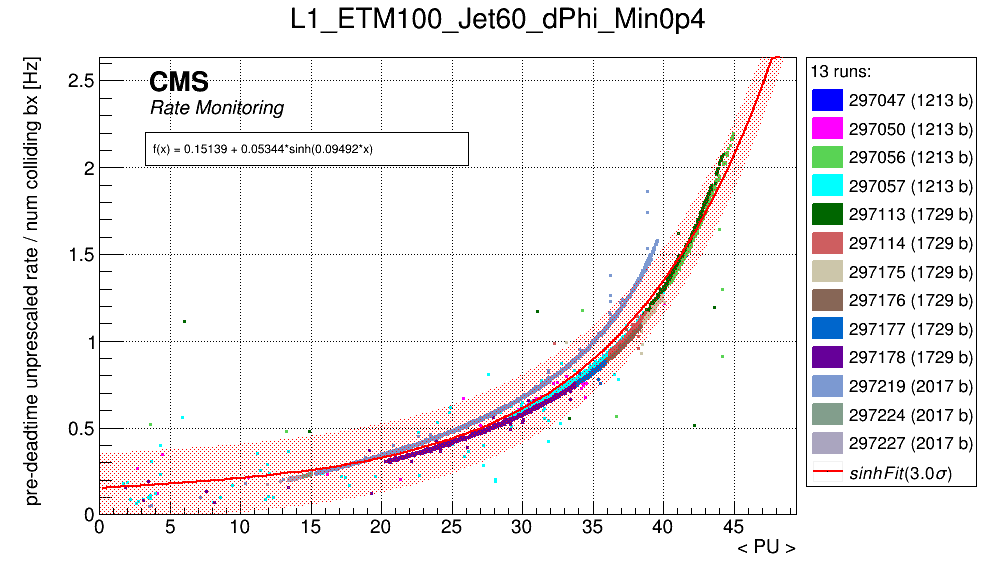 L1_ETM100_Jet60_dPhi_Min0p4
pre-deadtime unprescaled rate / num colliding bx [Hz]
CMS
Rate Monitoring
f(x) = 0.15139 + 0.05344*sinh(0.09492*x)
2.5
2
1.5
1
0.5
0
0 5 10 15 20 25 30 35 40 45
< PU >
13 runs:
297047 (1213 b)
297050 (1213 b)
297056 (1213 b)
297057 (1213 b)
297113 (1729 b)
297114 (1729 b)
297175 (1729 b)
297176 (1729 b)
297177 (1729 b)
297178 (1729 b)
297219 (2017 b)
297224 (2017 b)
297227 (2017 b)
sinhFit(3.0σ)